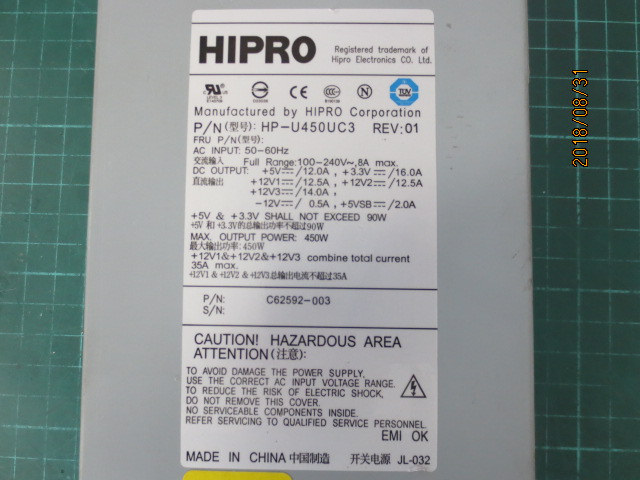 HIPRO
Registered trademark of
Hipro Electronics CO. Ltd.
Manufactured by HIPRO Corporation
P/N(型号): HP-U450UC3 REV:01
FRU P/N(型号):
AC INPUT: 50-60Hz
交流输入 Full Range:100-240V~,8A max.
DC OUTPUT: +5V⎓/12.0A , +3.3V⎓/16.0A
直流输出 +12V1⎓/12.5A , +12V2⎓/12.5A
+12V3⎓/14.0A ,
-12V⎓/ 0.5A , +5VSB⎓/2.0A
+5V & +3.3V SHALL NOT EXCEED 90W
+5V 和 +3.3V的总输出功率不超过90W
MAX. OUTPUT POWER: 450W
最大输出功率: 450W
+12V1&+12V2&+12V3 combine total current
35A max.
+12V1 & +12V2 & +12V3总输出电流不超过35A
P/N: C62592-003
S/N:
CAUTION! HAZARDOUS AREA
ATTENTION(注意):
TO AVOID DAMAGE THE POWER SUPPLY.
USE THE CORRECT AC INPUT VOLTAGE RANGE.
TO REDUCE THE RISK OF ELECTRIC SHOCK,
DO NOT REMOVE THIS COVER.
NO SERVICEABLE COMPONENTS INSIDE.
REFER SERVICING TO QUALIFIED SERVICE PERSONNEL.
EMI OK
MADE IN CHINA 中国制造 开关电源 JL-032
2018/08/31